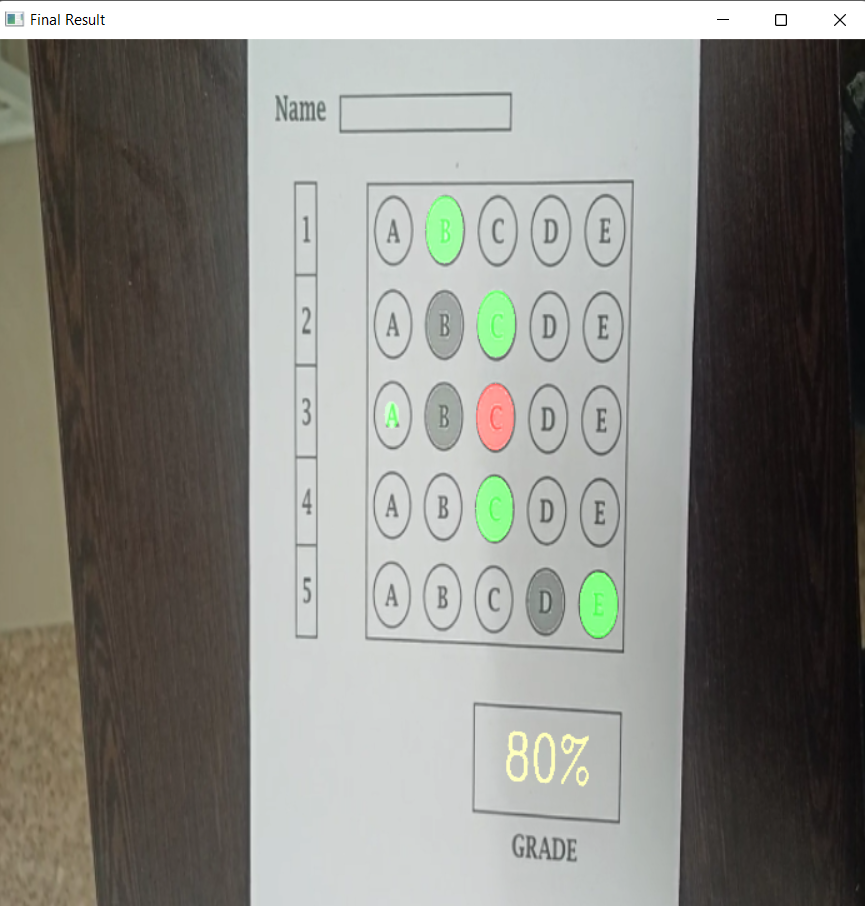 Final Result
Name
1 A B C D E
2 A B C D E
3 A B C D E
4 A B C D E
5 A B C D E
80%
GRADE